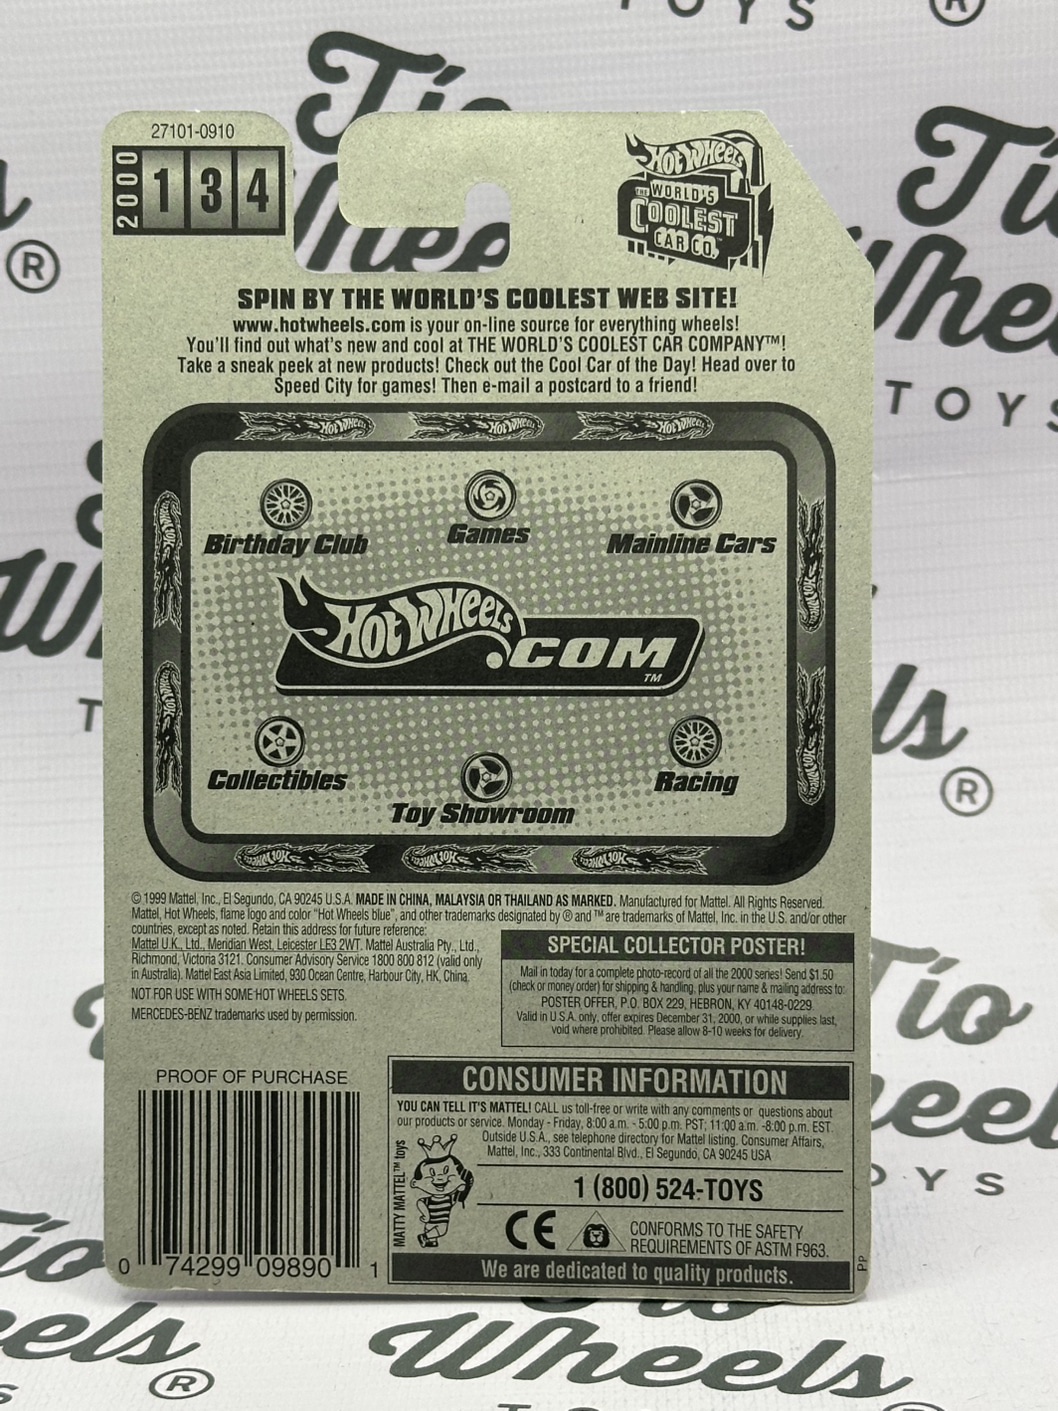 27101-0910
2000 1 3 4
HOT WHEELS
THE WORLD'S
COOLEST
CAR CO.™
SPIN BY THE WORLD'S COOLEST WEB SITE!
www.hotwheels.com is your on-line source for everything wheels!
You'll find out what's new and cool at THE WORLD'S COOLEST CAR COMPANY™!
Take a sneak peek at new products! Check out the Cool Car of the Day! Head over to
Speed City for games! Then e-mail a postcard to a friend!
HOT WHEELS HOT WHEELS HOT WHEELS
Birthday Club
Games
Mainline Cars
HOT WHEELS
.COM™
Collectibles
Toy Showroom
Racing
HOT WHEELS HOT WHEELS HOT WHEELS
© 1999 Mattel, Inc., El Segundo, CA 90245 U.S.A. MADE IN CHINA, MALAYSIA OR THAILAND AS MARKED. Manufactured for Mattel. All Rights Reserved.
Mattel, Hot Wheels, flame logo and color "Hot Wheels blue", and other trademarks designated by ® and ™ are trademarks of Mattel, Inc. in the U.S. and/or other
countries, except as noted. Retain this address for future reference:
Mattel U.K., Ltd., Meridian West, Leicester LE3 2WT. Mattel Australia Pty., Ltd.,
Richmond, Victoria 3121. Consumer Advisory Service 1800 800 812 (valid only
in Australia). Mattel East Asia Limited, 930 Ocean Centre, Harbour City, HK, China.
NOT FOR USE WITH SOME HOT WHEELS SETS.
MERCEDES-BENZ trademarks used by permission.
SPECIAL COLLECTOR POSTER!
Mail in today for a complete photo-record of all the 2000 series! Send $1.50
(check or money order) for shipping & handling, plus your name & mailing address to:
POSTER OFFER, P.O. BOX 229, HEBRON, KY 40148-0229.
Valid in U.S.A. only, offer expires December 31, 2000, or while supplies last,
void where prohibited. Please allow 8-10 weeks for delivery.
PROOF OF PURCHASE
0 74299 09890 1
CONSUMER INFORMATION
YOU CAN TELL IT'S MATTEL! CALL us toll-free or write with any comments or questions about
our products or service. Monday - Friday, 8:00 a.m. - 5:00 p.m. PST; 11:00 a.m. -8:00 p.m. EST.
Outside U.S.A., see telephone directory for Mattel listing. Consumer Affairs,
Mattel, Inc., 333 Continental Blvd., El Segundo, CA 90245 USA
MATTY MATTEL™ toys
1 (800) 524-TOYS
CE
CONFORMS TO THE SAFETY
REQUIREMENTS OF ASTM F963.
We are dedicated to quality products.
PP
Tio
Wheels
TOYS
®